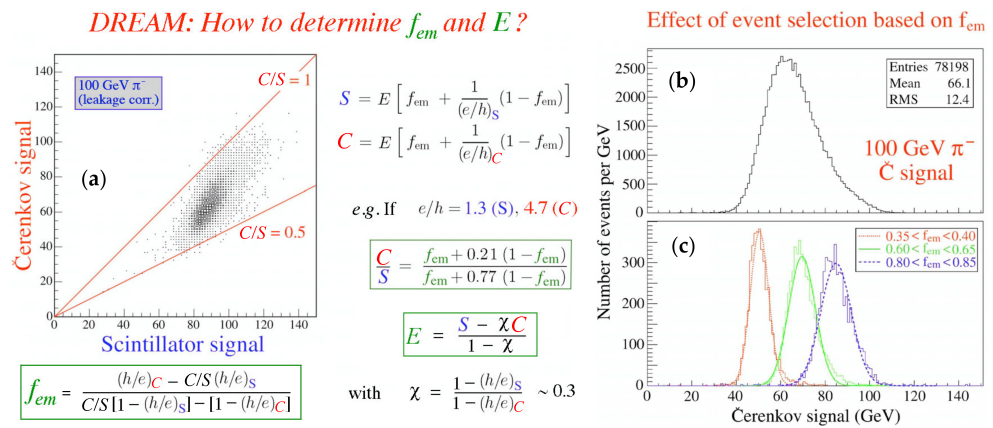 DREAM: How to determine f_em and E ?
Effect of event selection based on f_em
150
140
120
100
80
60
40
20
0
0 20 40 60 80 100 120 140
Čerenkov signal
Scintillator signal
100 GeV π⁻
(leakage corr.)
C/S = 1
(a)
C/S = 0.5
S = E [ f_em + 1/(e/h)_S (1 − f_em) ]
C = E [ f_em + 1/(e/h)_C (1 − f_em) ]
e.g. If e/h = 1.3 (S), 4.7 (C)
C/S = (f_em + 0.21 (1 − f_em)) / (f_em + 0.77 (1 − f_em))
E = (S − χC) / (1 − χ)
f_em = ((h/e)_C − C/S (h/e)_S) / (C/S [1 − (h/e)_S] − [1 − (h/e)_C])
with χ = (1 − (h/e)_S) / (1 − (h/e)_C) ~ 0.3
Number of events per GeV
2500
2000
1500
1000
500
0
(b)
Entries 78198
Mean 66.1
RMS 12.4
100 GeV π⁻
Č signal
300
200
100
0
(c)
0.35 < f_em < 0.40
0.60 < f_em < 0.65
0.80 < f_em < 0.85
0 20 40 60 80 100 120 140
Čerenkov signal (GeV)